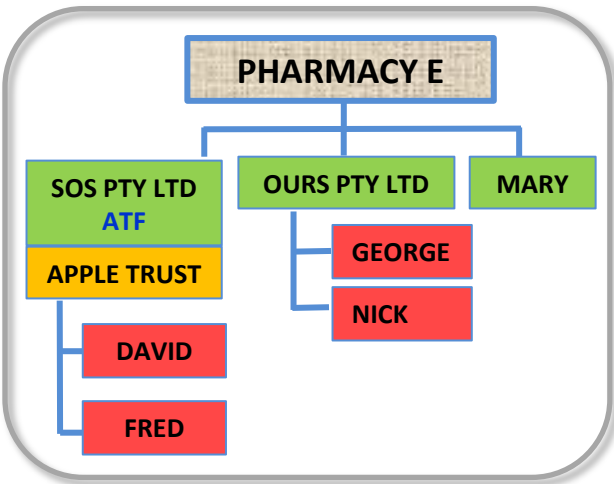 PHARMACY E
SOS PTY LTD
ATF
APPLE TRUST
DAVID
FRED
OURS PTY LTD
GEORGE
NICK
MARY